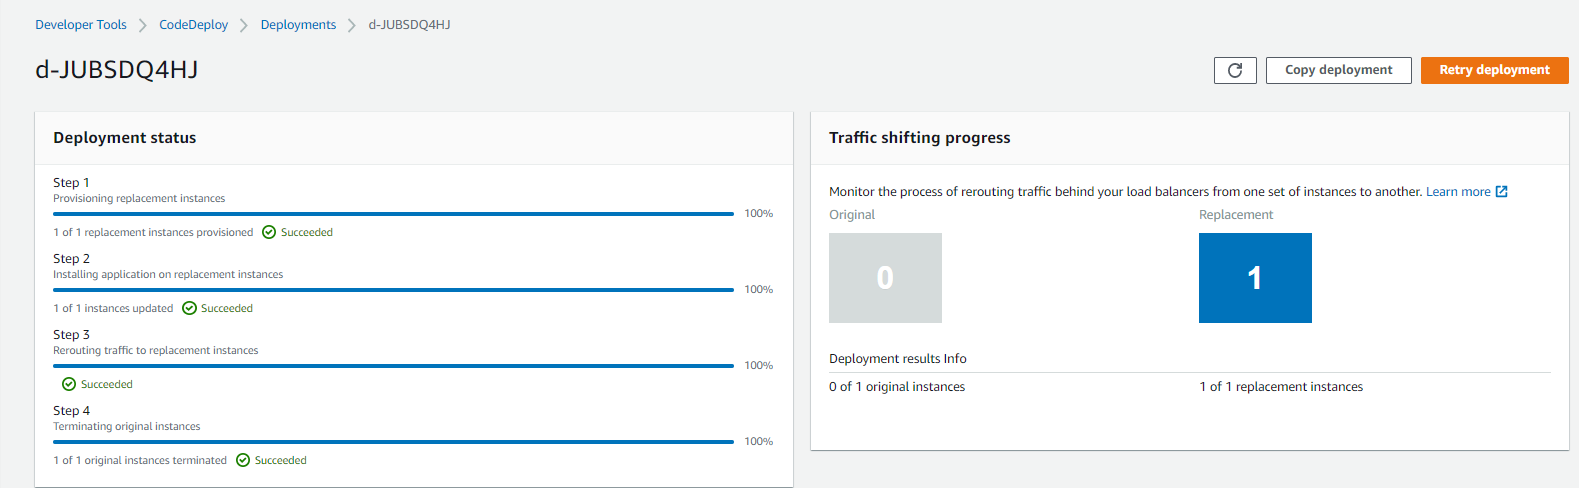 Developer Tools > CodeDeploy > Deployments > d-JUBSDQ4HJ
d-JUBSDQ4HJ
Copy deployment
Retry deployment
Deployment status
Step 1
Provisioning replacement instances
100%
1 of 1 replacement instances provisioned Succeeded
Step 2
Installing application on replacement instances
100%
1 of 1 instances updated Succeeded
Step 3
Rerouting traffic to replacement instances
100%
Succeeded
Step 4
Terminating original instances
100%
1 of 1 original instances terminated Succeeded
Traffic shifting progress
Monitor the process of rerouting traffic behind your load balancers from one set of instances to another. Learn more
Original Replacement
0 1
Deployment results Info
0 of 1 original instances 1 of 1 replacement instances